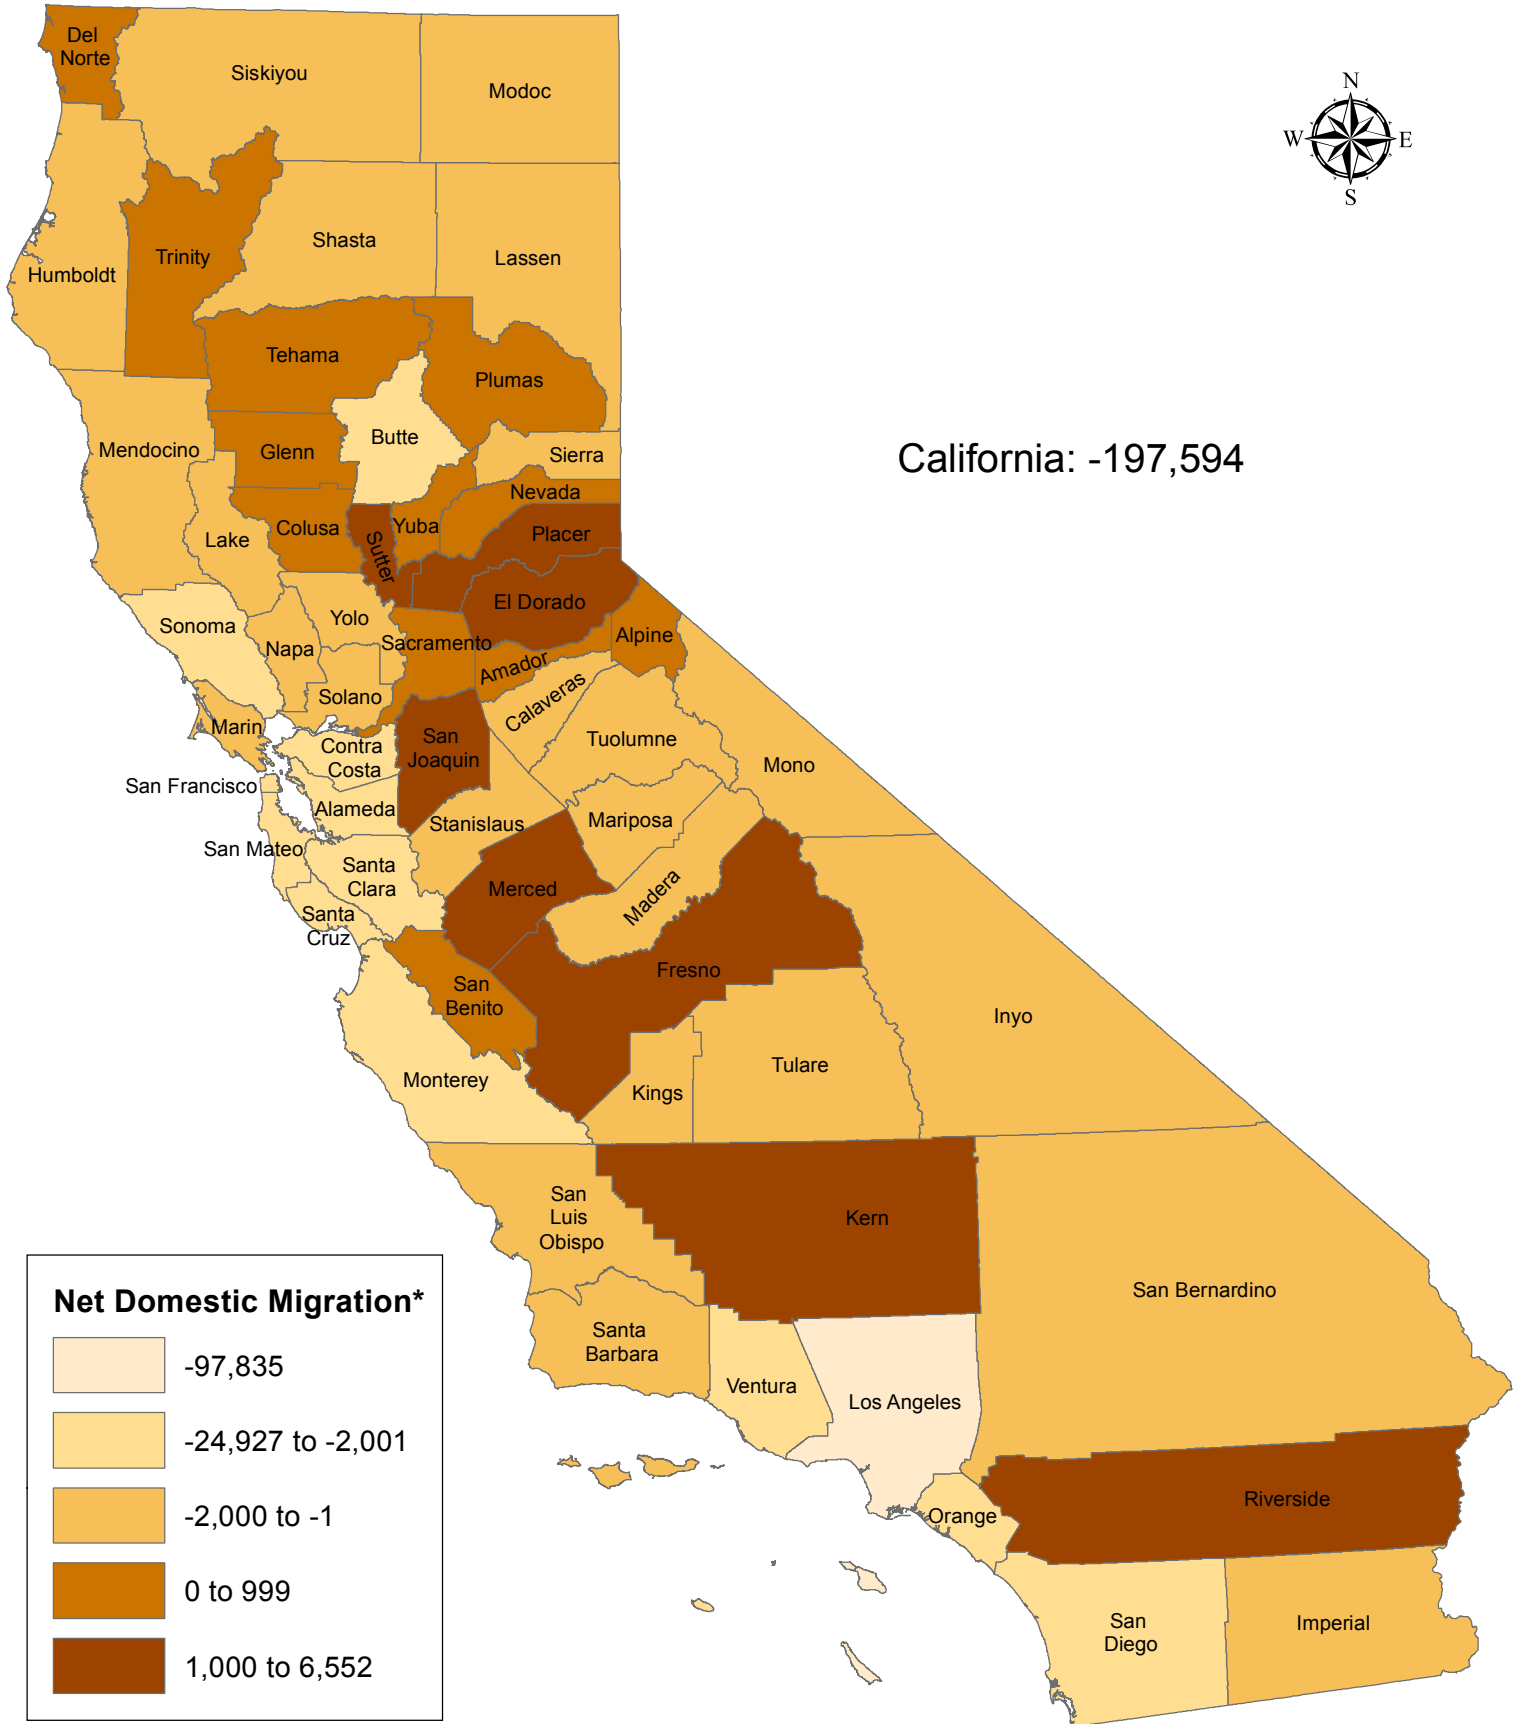 Del
Norte
Siskiyou
Modoc
N
W
E
S
Trinity
Shasta
Lassen
Humboldt
Tehama
Plumas
Butte
Mendocino
Glenn
Sierra
California: -197,594
Nevada
Colusa
Sutter
Yuba
Placer
Lake
El Dorado
Sonoma
Yolo
Napa
Sacramento
Alpine
Amador
Solano
Calaveras
Marin
Contra
Costa
San
Joaquin
Tuolumne
Mono
San Francisco
Alameda
Stanislaus
Mariposa
San Mateo
Santa
Clara
Merced
Madera
Santa
Cruz
Fresno
San
Benito
Inyo
Monterey
Kings
Tulare
San
Luis
Obispo
Kern
San Bernardino
Santa
Barbara
Ventura
Los Angeles
Orange
Riverside
San
Diego
Imperial
Net Domestic Migration*
-97,835
-24,927 to -2,001
-2,000 to -1
0 to 999
1,000 to 6,552